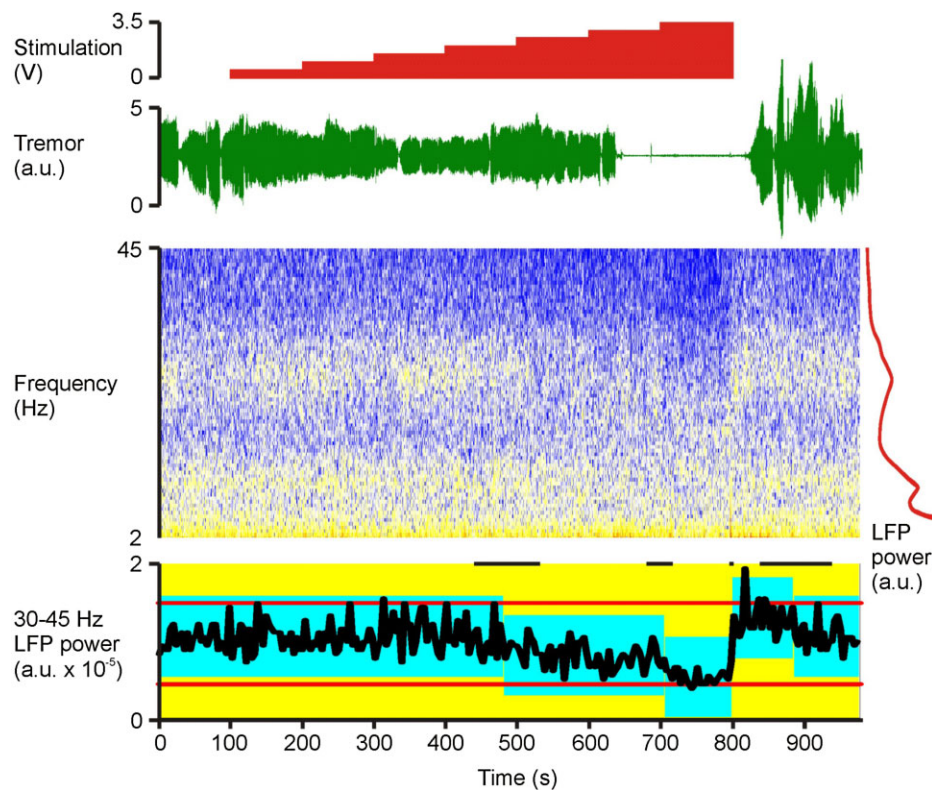 3.5
Stimulation
(V)
0
5
Tremor
(a.u.)
0
45
Frequency
(Hz)
2
LFP
power
(a.u.)
2
30-45 Hz
LFP power
(a.u. x 10⁻⁵)
0
0 100 200 300 400 500 600 700 800 900
Time (s)